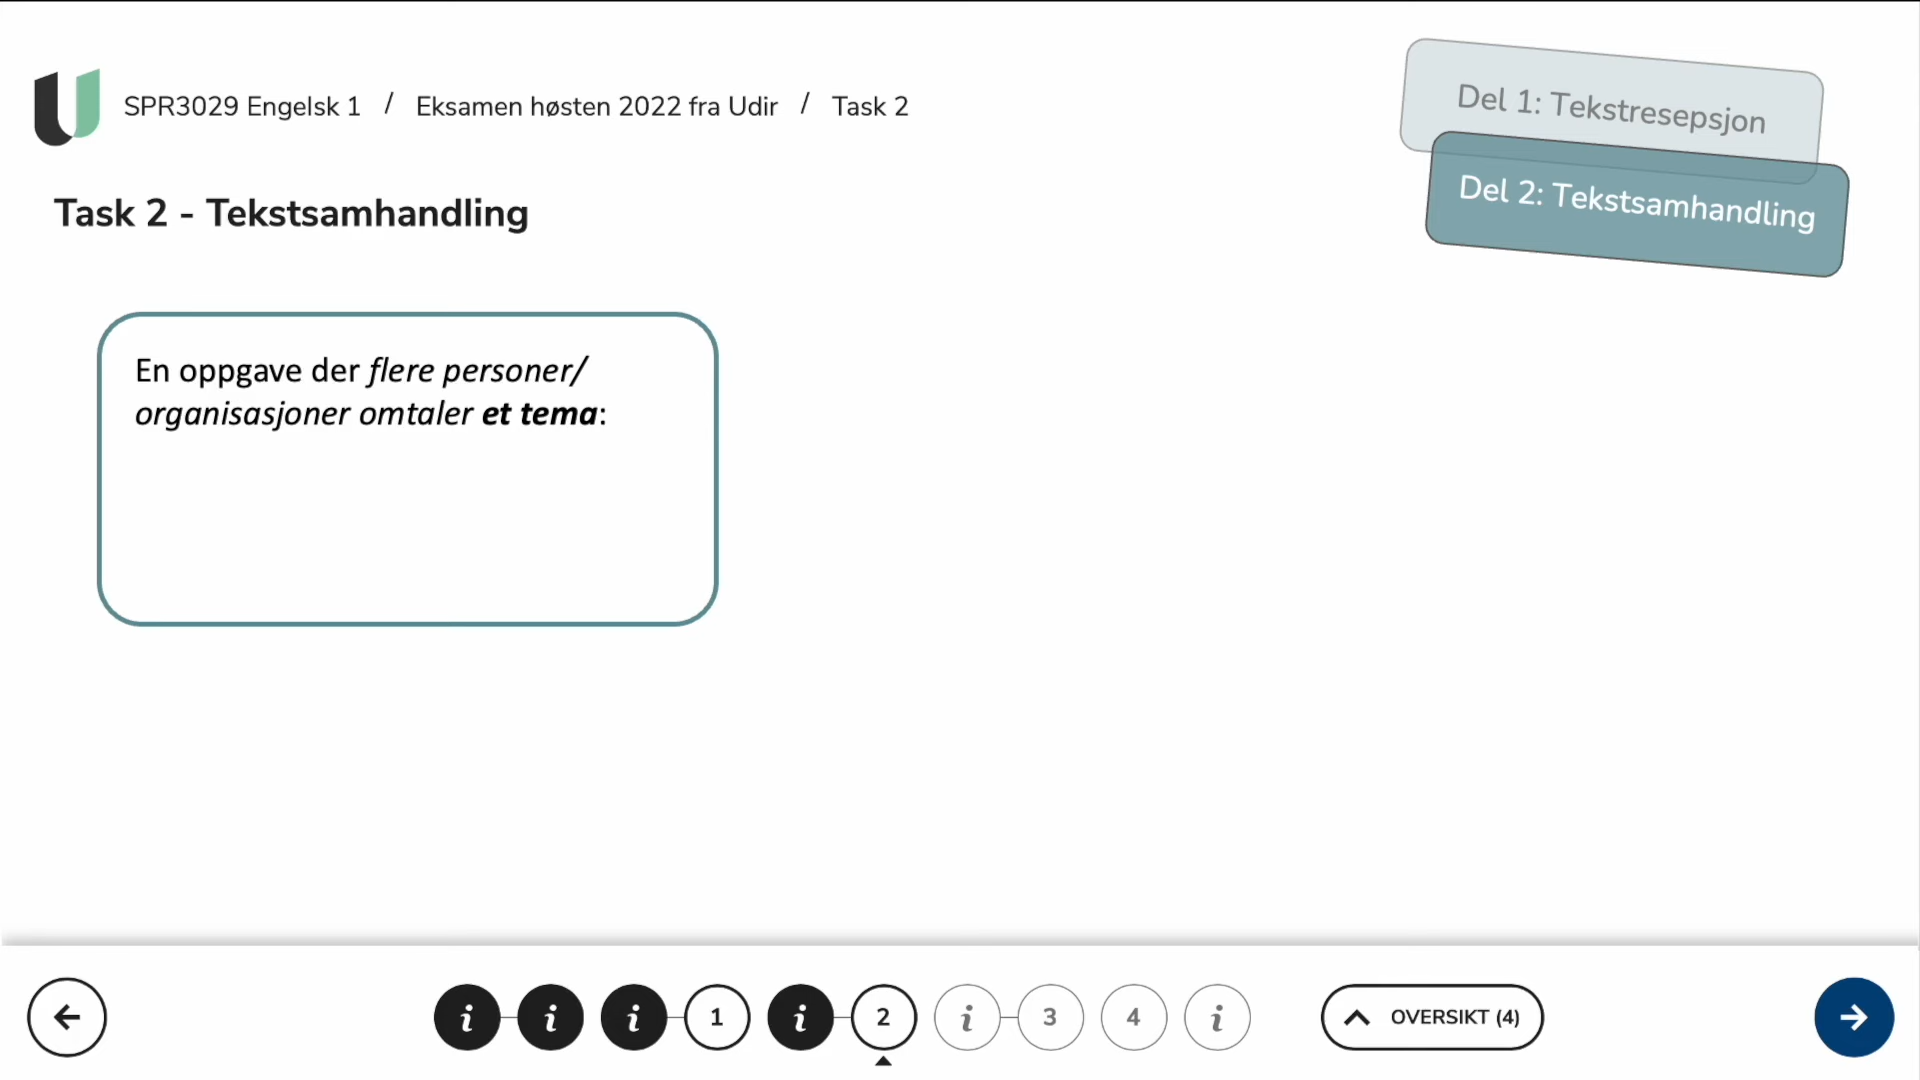 SPR3029 Engelsk 1 / Eksamen høsten 2022 fra Udir / Task 2
Del 1: Tekstresepsjon
Del 2: Tekstsamhandling
Task 2 - Tekstsamhandling
En oppgave der flere personer/
organisasjoner omtaler et tema:
i i i 1 i 2 i 3 4 i
OVERSIKT (4)